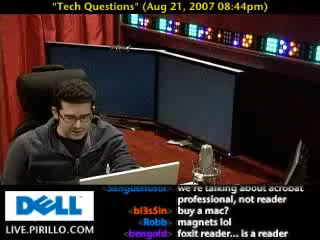 "Tech Questions" (Aug 21, 2007 08:44pm)
we're talking about acrobat
professional, not reader
<bl3s5in> buy a mac?
<Robb> magnets lol
<bengold> foxit reader... is a reader
DELL
LIVE.PIRILLO.COM